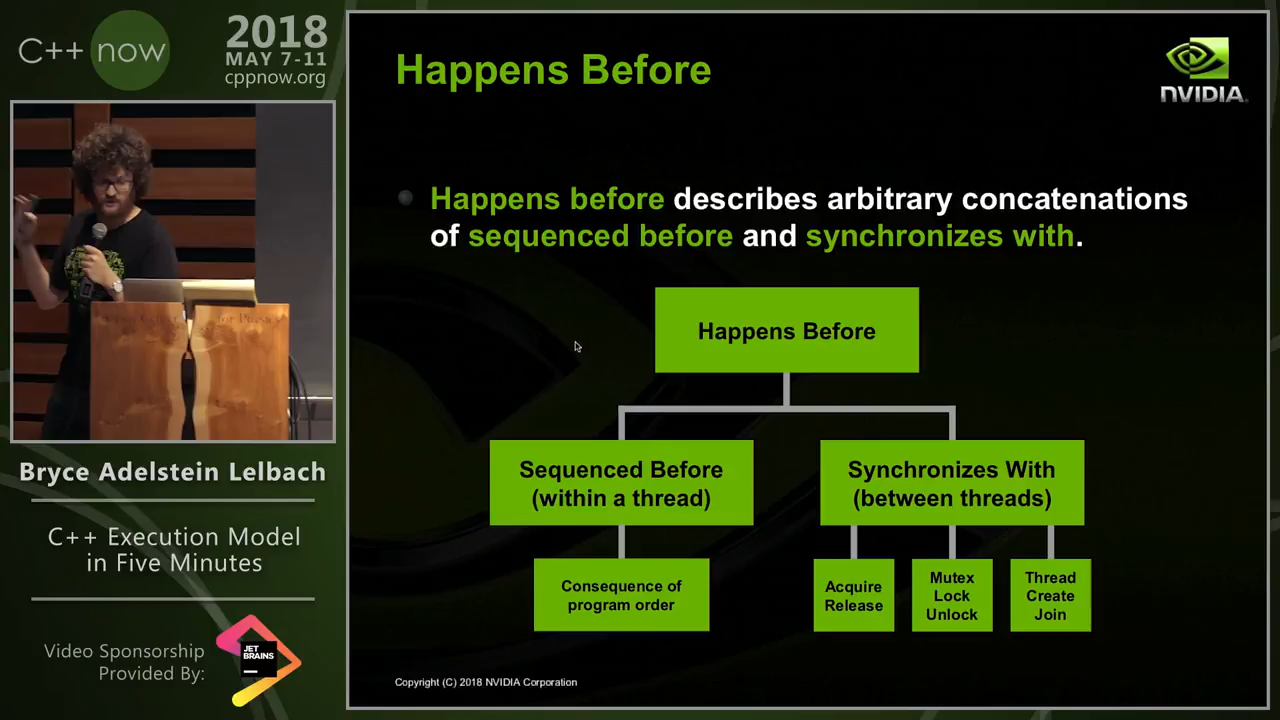 C++ now
2018
MAY 7-11
cppnow.org
Bryce Adelstein Lelbach
C++ Execution Model
in Five Minutes
Video Sponsorship
Provided By:
JET
BRAINS
Happens Before
NVIDIA.
Happens before describes arbitrary concatenations
of sequenced before and synchronizes with.
Happens Before
Sequenced Before
(within a thread)
Synchronizes With
(between threads)
Consequence of
program order
Acquire
Release
Mutex
Lock
Unlock
Thread
Create
Join
Copyright (C) 2018 NVIDIA Corporation